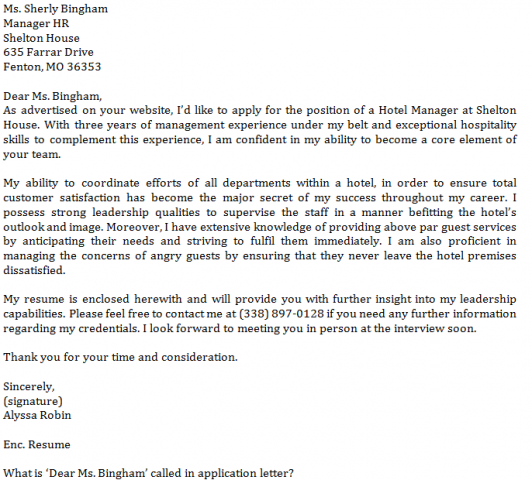 Ms. Sherly Bingham
Manager HR
Shelton House
635 Farrar Drive
Fenton, MO 36353
Dear Ms. Bingham,
As advertised on your website, I'd like to apply for the position of a Hotel Manager at Shelton
House. With three years of management experience under my belt and exceptional hospitality
skills to complement this experience, I am confident in my ability to become a core element of
your team.
My ability to coordinate efforts of all departments within a hotel, in order to ensure total
customer satisfaction has become the major secret of my success throughout my career. I
possess strong leadership qualities to supervise the staff in a manner befitting the hotel's
outlook and image. Moreover, I have extensive knowledge of providing above par guest services
by anticipating their needs and striving to fulfil them immediately. I am also proficient in
managing the concerns of angry guests by ensuring that they never leave the hotel premises
dissatisfied.
My resume is enclosed herewith and will provide you with further insight into my leadership
capabilities. Please feel free to contact me at (338) 897-0128 if you need any further information
regarding my credentials. I look forward to meeting you in person at the interview soon.
Thank you for your time and consideration.
Sincerely,
(signature)
Alyssa Robin
Enc. Resume
What is 'Dear Ms. Bingham' called in application letter?